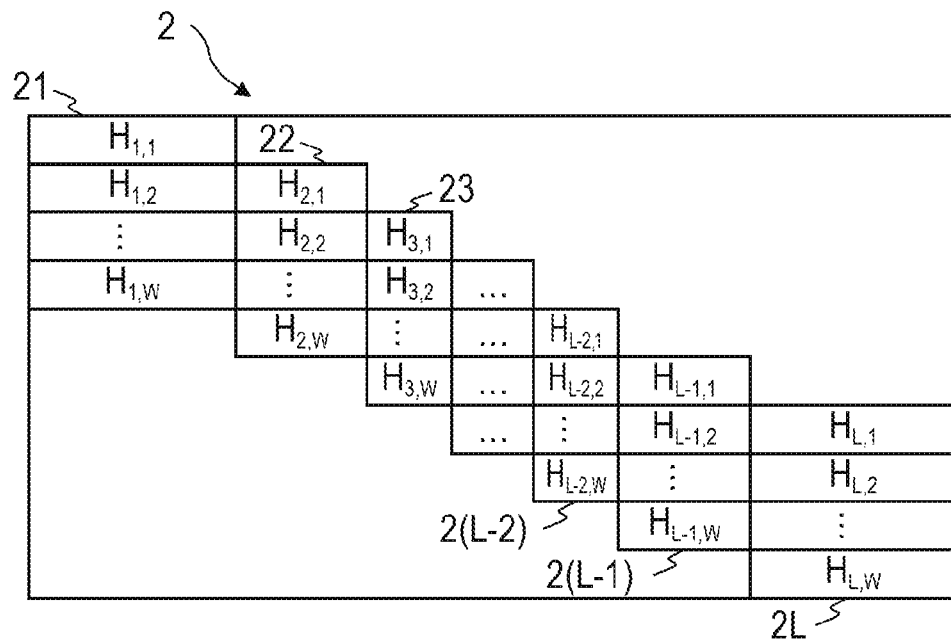 2
21
H1,1
22
H1,2 H2,1
23
⋮ H2,2 H3,1
H1,W ⋮ H3,2 ...
H2,W ⋮ ... HL-2,1
H3,W ... HL-2,2 HL-1,1
... ⋮ HL-1,2 HL,1
HL-2,W ⋮ HL,2
2(L-2) HL-1,W ⋮
2(L-1) HL,W
2L